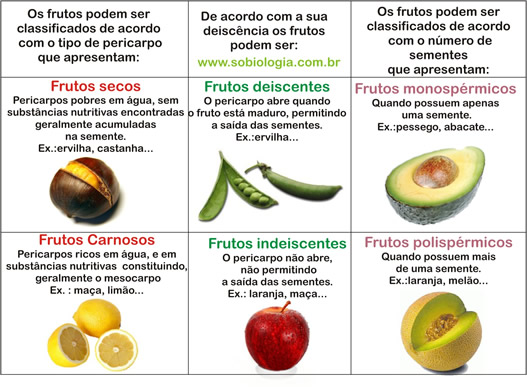 Os frutos podem ser
classificados de acordo
com o tipo de pericarpo
que apresentam:
De acordo com a sua
deiscência os frutos
podem ser:
www.sobiologia.com.br
Os frutos podem ser
classificados de acordo
com o número de
sementes
que apresentam:
Frutos secos
Pericarpos pobres em água, sem
substâncias nutritivas encontradas
geralmente acumuladas
na semente.
Ex.:ervilha, castanha...
Frutos deiscentes
O pericarpo abre quando
o fruto está maduro, permitindo
a saída das sementes.
Ex.:ervilha...
Frutos monospérmicos
Quando possuem apenas
uma semente.
Ex.:pessego, abacate...
Frutos Carnosos
Pericarpos ricos em água, e em
substâncias nutritivas constituindo,
geralmente o mesocarpo
Ex. : maça, limão...
Frutos indeiscentes
O pericarpo não abre,
não permitindo
a saída das sementes.
Ex.: laranja, maça...
Frutos polispérmicos
Quando possuem mais
de uma semente.
Ex.:laranja, melão...